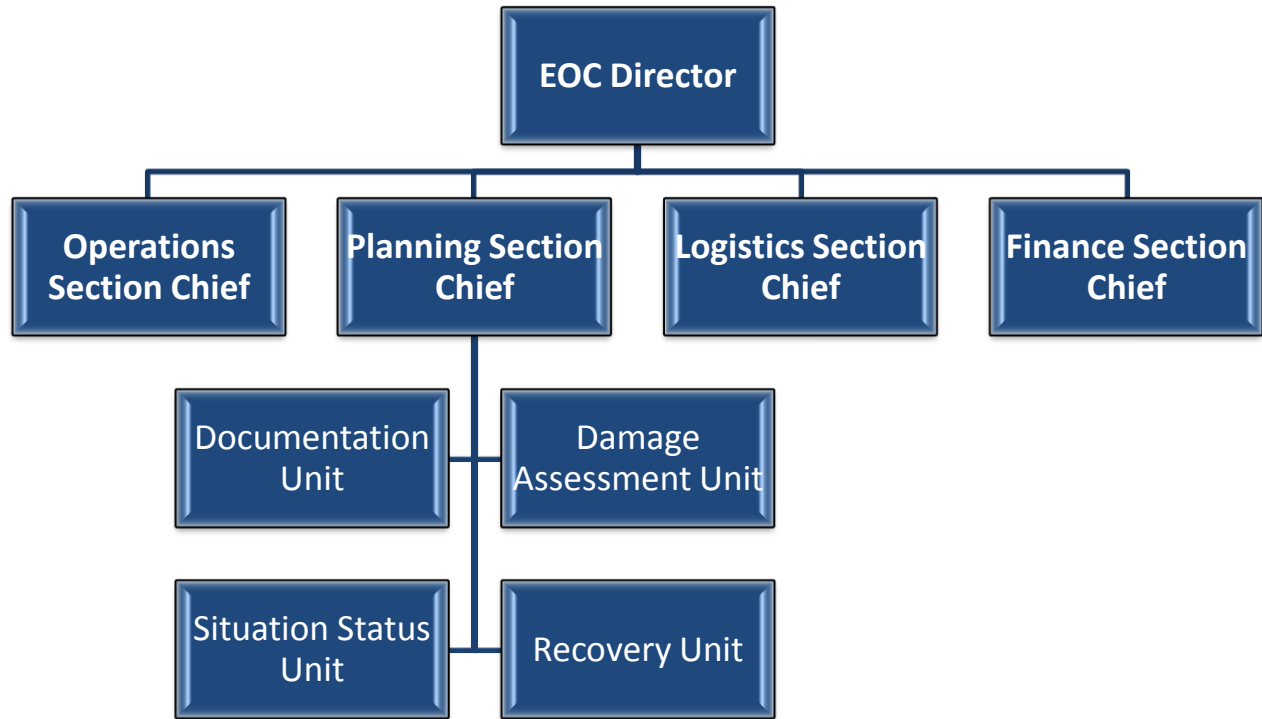 EOC Director
Operations
Section Chief
Planning Section
Chief
Logistics Section
Chief
Finance Section
Chief
Documentation
Unit
Damage
Assessment Unit
Situation Status
Unit
Recovery Unit